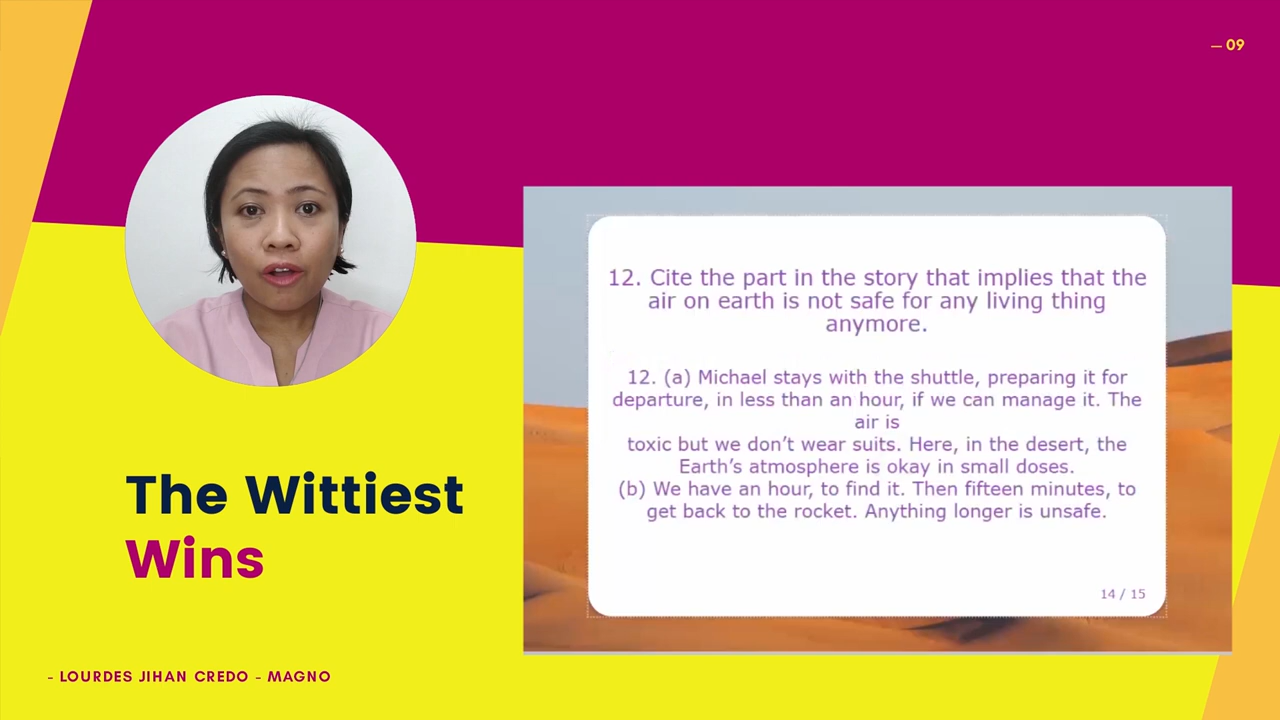 — 09
12. Cite the part in the story that implies that the
air on earth is not safe for any living thing
anymore.
12. (a) Michael stays with the shuttle, preparing it for
departure, in less than an hour, if we can manage it. The
air is
toxic but we don’t wear suits. Here, in the desert, the
Earth’s atmosphere is okay in small doses.
(b) We have an hour, to find it. Then fifteen minutes, to
get back to the rocket. Anything longer is unsafe.
14 / 15
The Wittiest
Wins
- LOURDES JIHAN CREDO - MAGNO